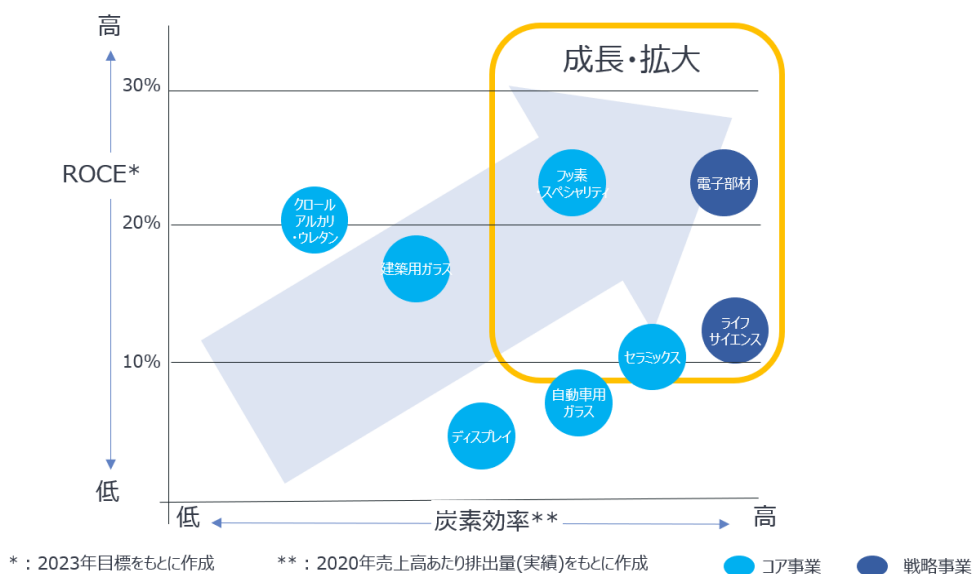 高
成長・拡大
30%
ROCE*
フッ素
・スペシャリティ
電子部材
クロール
アルカリ
・ウレタン
20%
建築用ガラス
ライフ
サイエンス
セラミックス
10%
自動車用
ガラス
ディスプレイ
低
低
炭素効率**
高
*：2023年目標をもとに作成
**：2020年売上高あたり排出量(実績)をもとに作成
コア事業
戦略事業